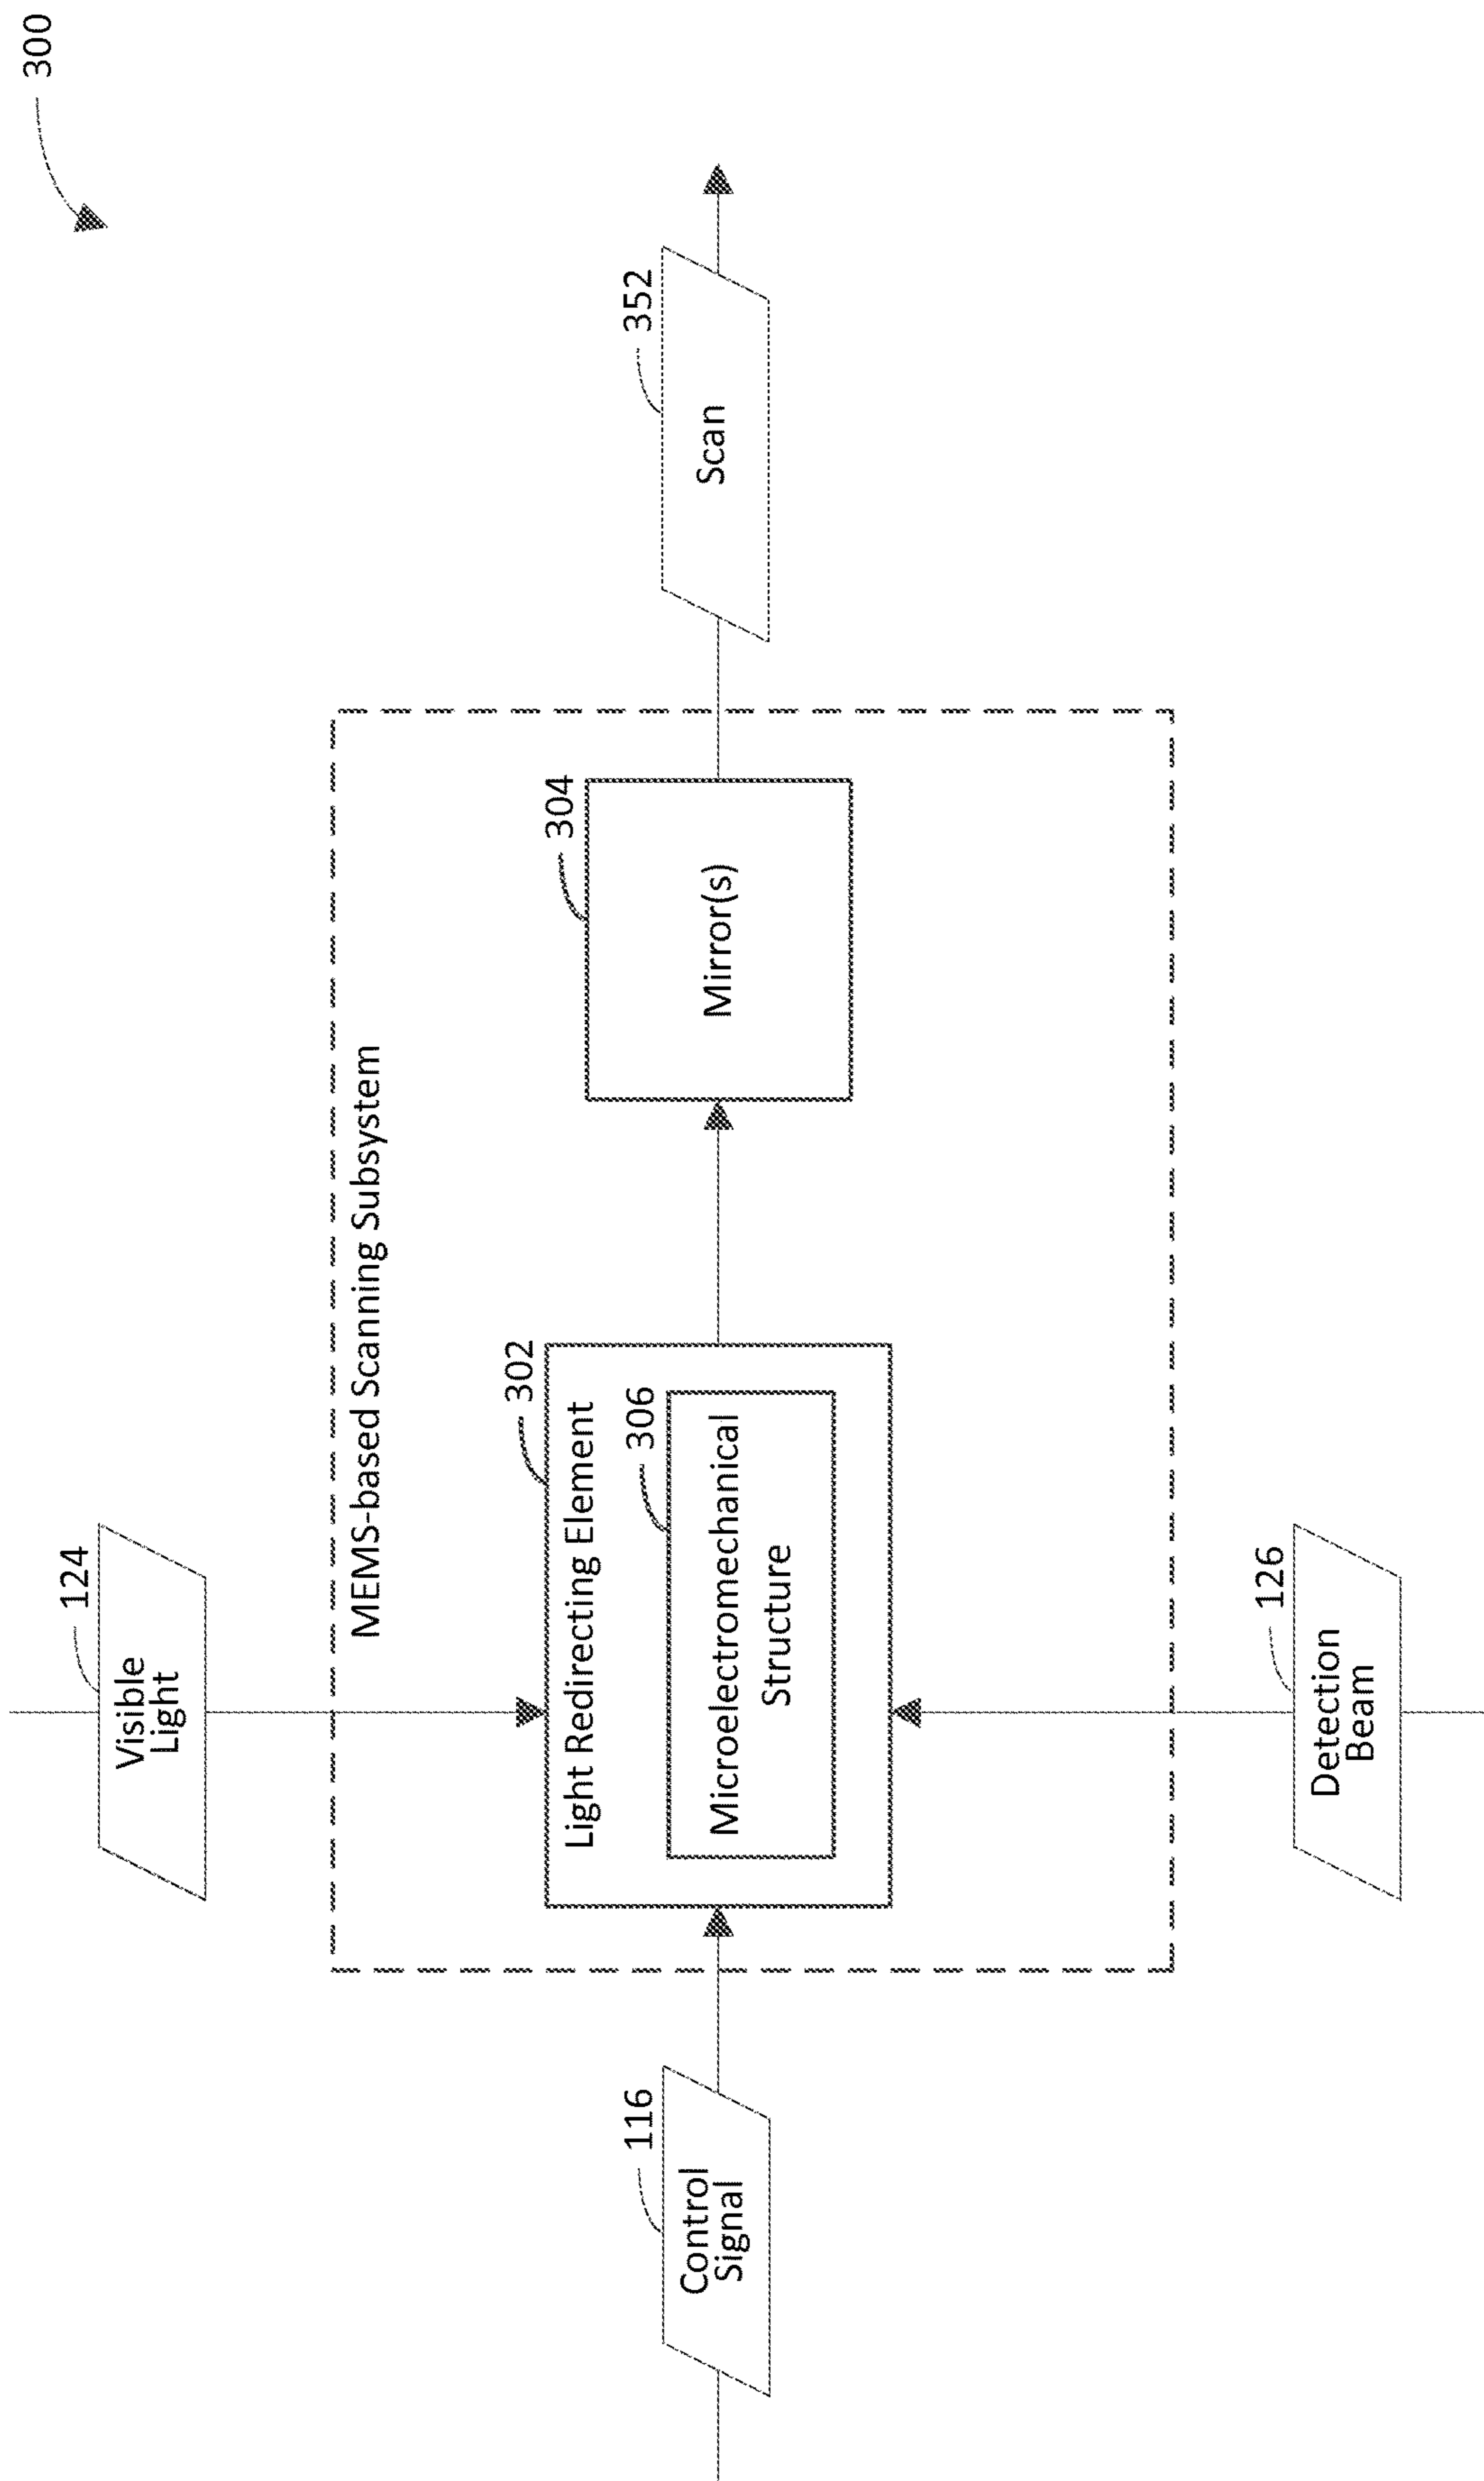 300
124
Visible
Light
MEMS-based Scanning Subsystem
302
Light Redirecting Element
306
Microelectromechanical
Structure
304
Mirror(s)
116
Control
Signal
352
Scan
126
Detection
Beam